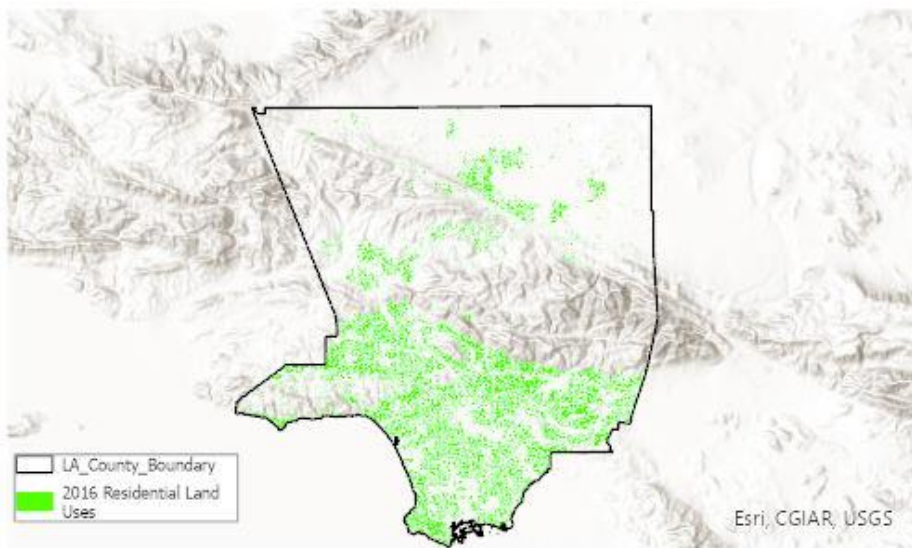 LA_County_Boundary
2016 Residential Land
Uses
Esri, CGIAR, USGS